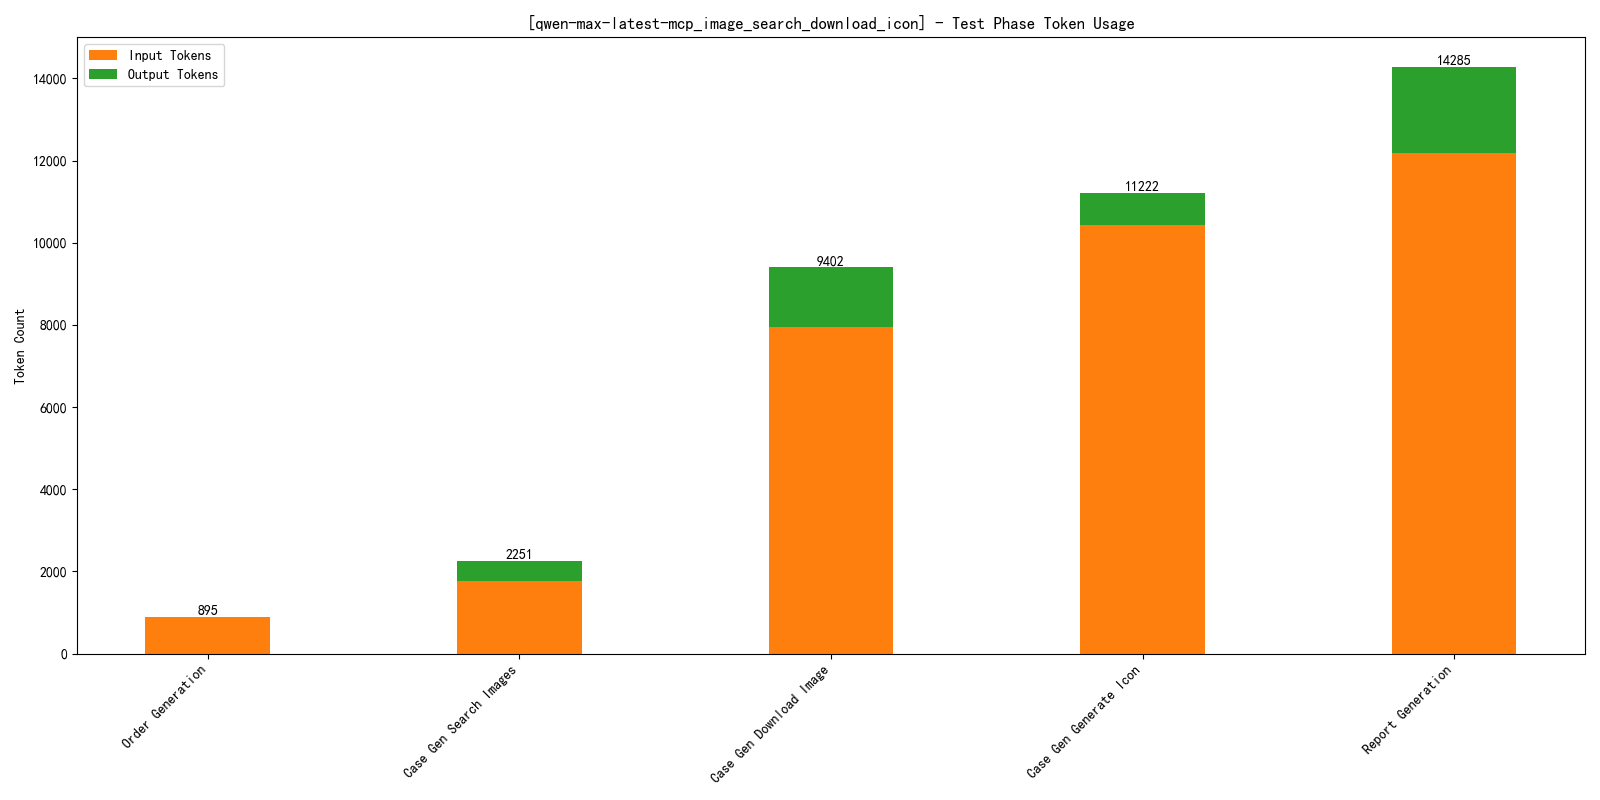 [qwen-max-latest-mcp_image_search_download_icon] - Test Phase Token Usage
Input Tokens
Output Tokens
Token Count
14000
12000
10000
8000
6000
4000
2000
0
895
2251
9402
11222
14285
Order Generation
Case Gen Search Images
Case Gen Download Image
Case Gen Generate Icon
Report Generation